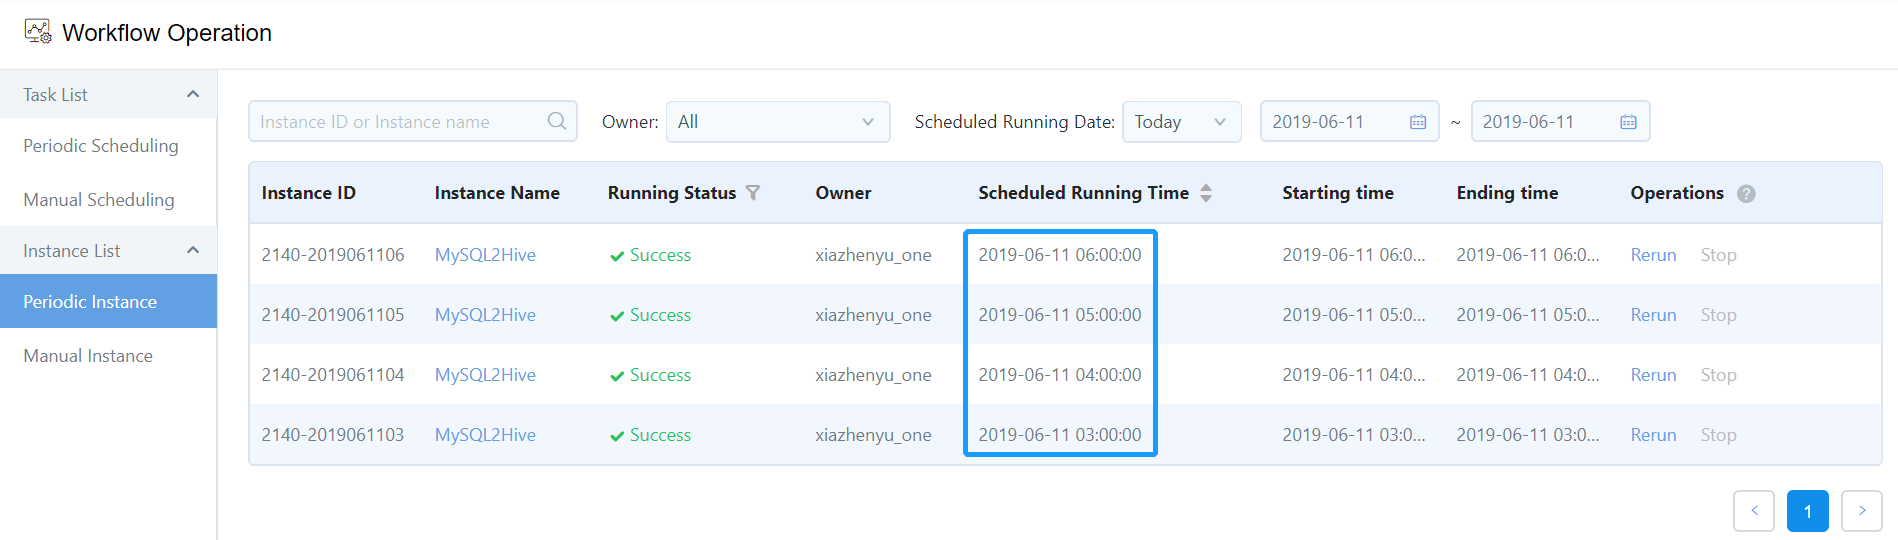 Workflow Operation
Task List
Periodic Scheduling
Manual Scheduling
Instance List
Periodic Instance
Manual Instance
Instance ID or Instance name Owner: All Scheduled Running Date: Today 2019-06-11 ~ 2019-06-11
Instance ID Instance Name Running Status Owner Scheduled Running Time Starting time Ending time Operations ?
2140-2019061106 MySQL2Hive Success xiazhenyu_one 2019-06-11 06:00:00 2019-06-11 06:0... 2019-06-11 06:0... Rerun Stop
2140-2019061105 MySQL2Hive Success xiazhenyu_one 2019-06-11 05:00:00 2019-06-11 05:0... 2019-06-11 05:0... Rerun Stop
2140-2019061104 MySQL2Hive Success xiazhenyu_one 2019-06-11 04:00:00 2019-06-11 04:0... 2019-06-11 04:0... Rerun Stop
2140-2019061103 MySQL2Hive Success xiazhenyu_one 2019-06-11 03:00:00 2019-06-11 03:0... 2019-06-11 03:0... Rerun Stop
< 1 >